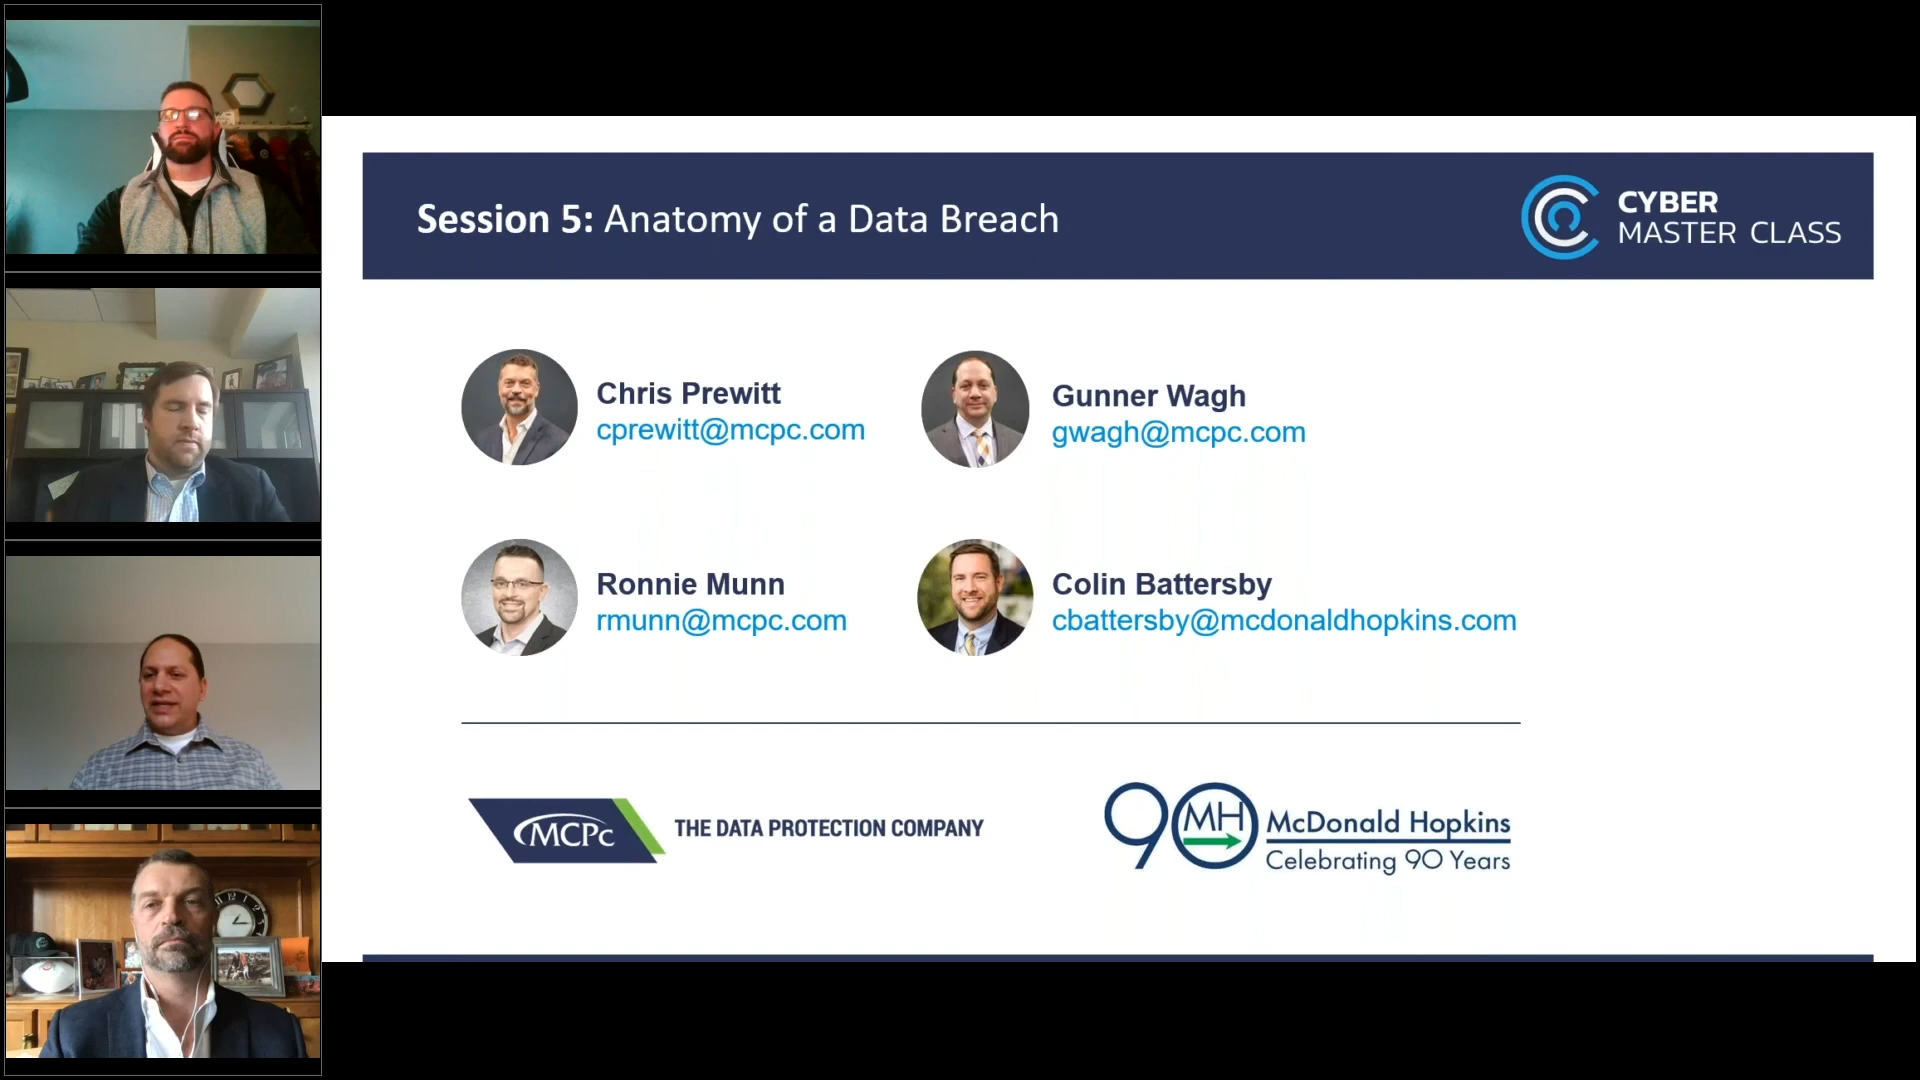 Session 5: Anatomy of a Data Breach
CYBER
MASTER CLASS
Chris Prewitt
cprewitt@mcpc.com
Gunner Wagh
gwagh@mcpc.com
Ronnie Munn
rmunn@mcpc.com
Colin Battersby
cbattersby@mcdonaldhopkins.com
MCPc THE DATA PROTECTION COMPANY
90 MH McDonald Hopkins
Celebrating 90 Years